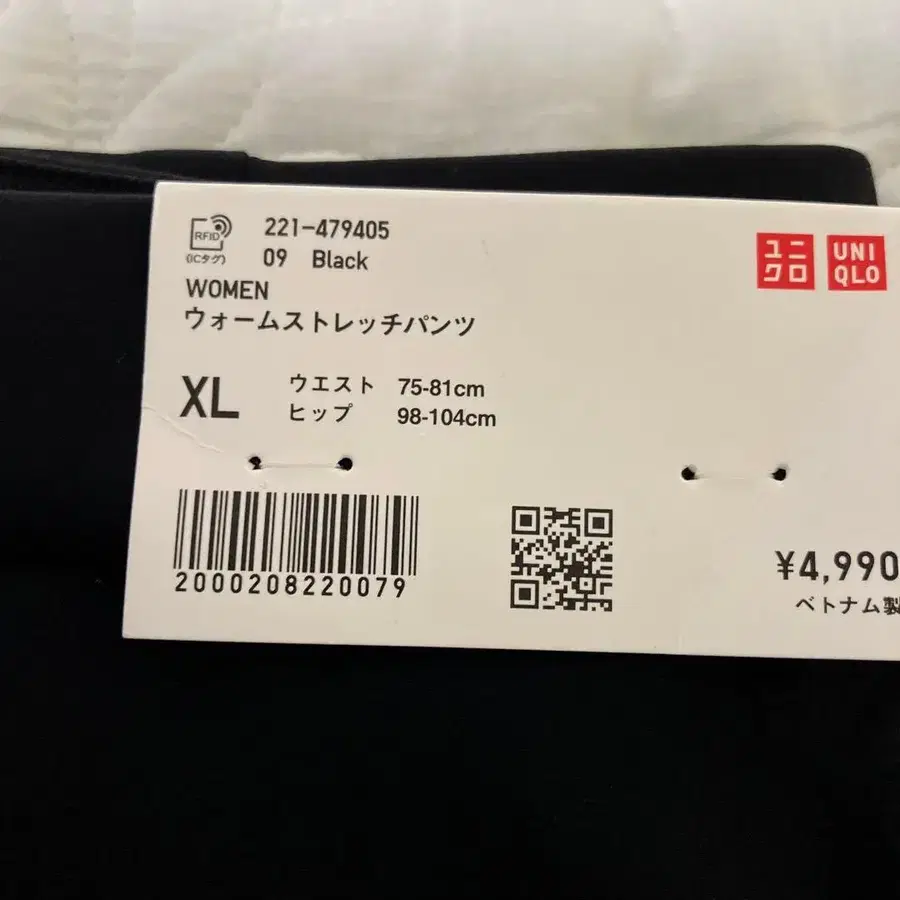 RFID
(ICタグ)
221-479405
09 Black
WOMEN
ウォームストレッチパンツ
ユニ
クロ
UNI
QLO
XL
ウエスト 75-81cm
ヒップ 98-104cm
2000208220079
¥4,990
ベトナム製